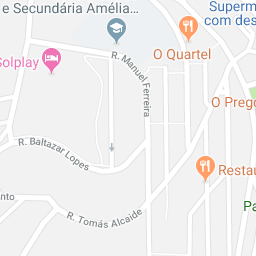 e Secundária Amélia...
Superm
com des
Solplay
R. Manuel Ferreira
O Quartel
O Prego
R. Baltazar Lopes
Restau
nto
R. Tomás Alcaide
Pa